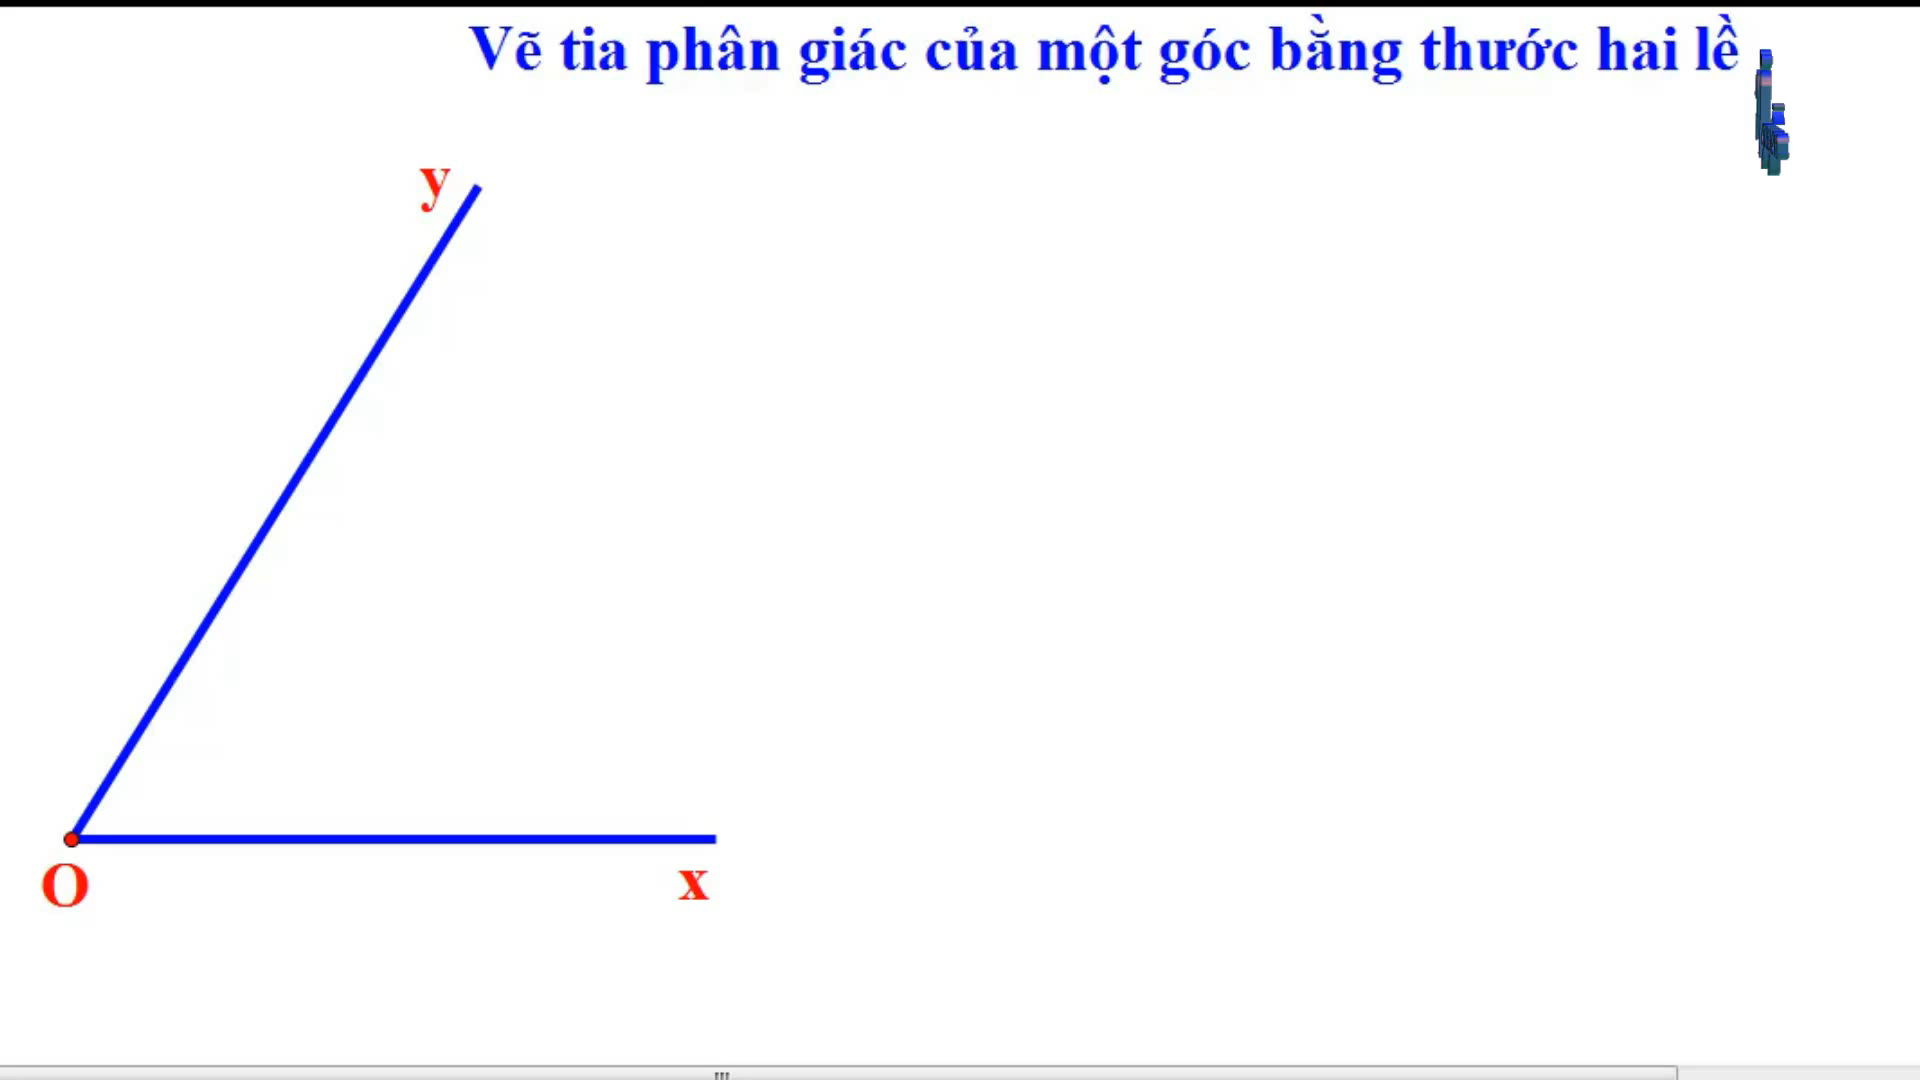 Vẽ tia phân giác của một góc bằng thước hai lề
y
O
x